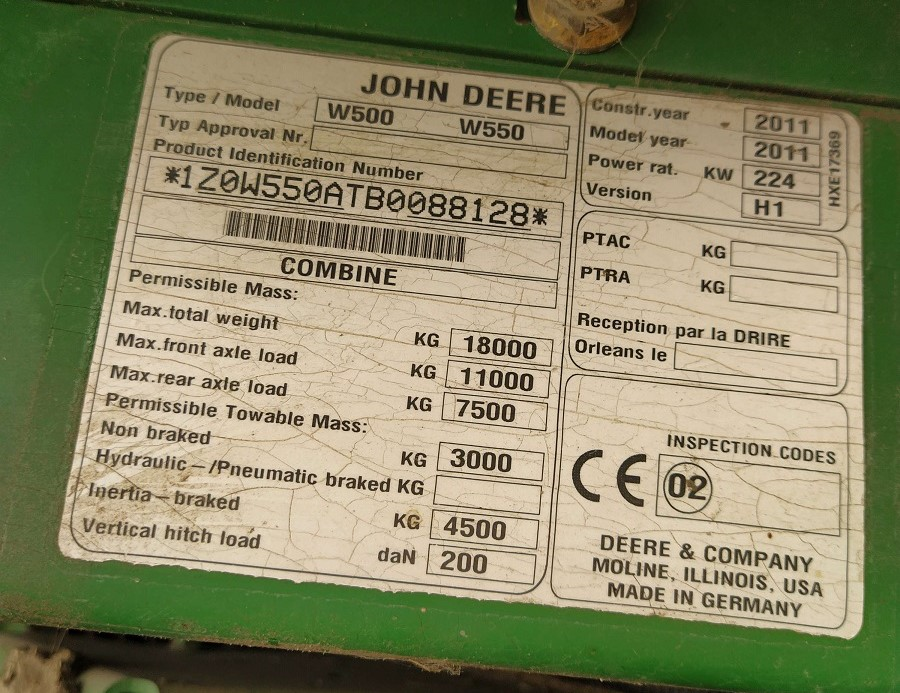 JOHN DEERE
Type / Model W500 W550
Typ Approval Nr.
Product Identification Number
*1Z0W550ATB0088128*
COMBINE
Permissible Mass:
Max.total weight KG 18000
Max.front axle load KG 11000
Max.rear axle load KG 7500
Permissible Towable Mass:
Non braked KG 3000
Hydraulic-/Pneumatic braked KG
Inertia-braked KG 4500
Vertical hitch load daN 200
Constr.year 2011
Model year 2011
Power rat. KW 224
Version H1
HXE17369
PTAC KG
PTRA KG
Reception par la DRIRE
Orleans le
INSPECTION CODES
CE 02
DEERE & COMPANY
MOLINE, ILLINOIS, USA
MADE IN GERMANY